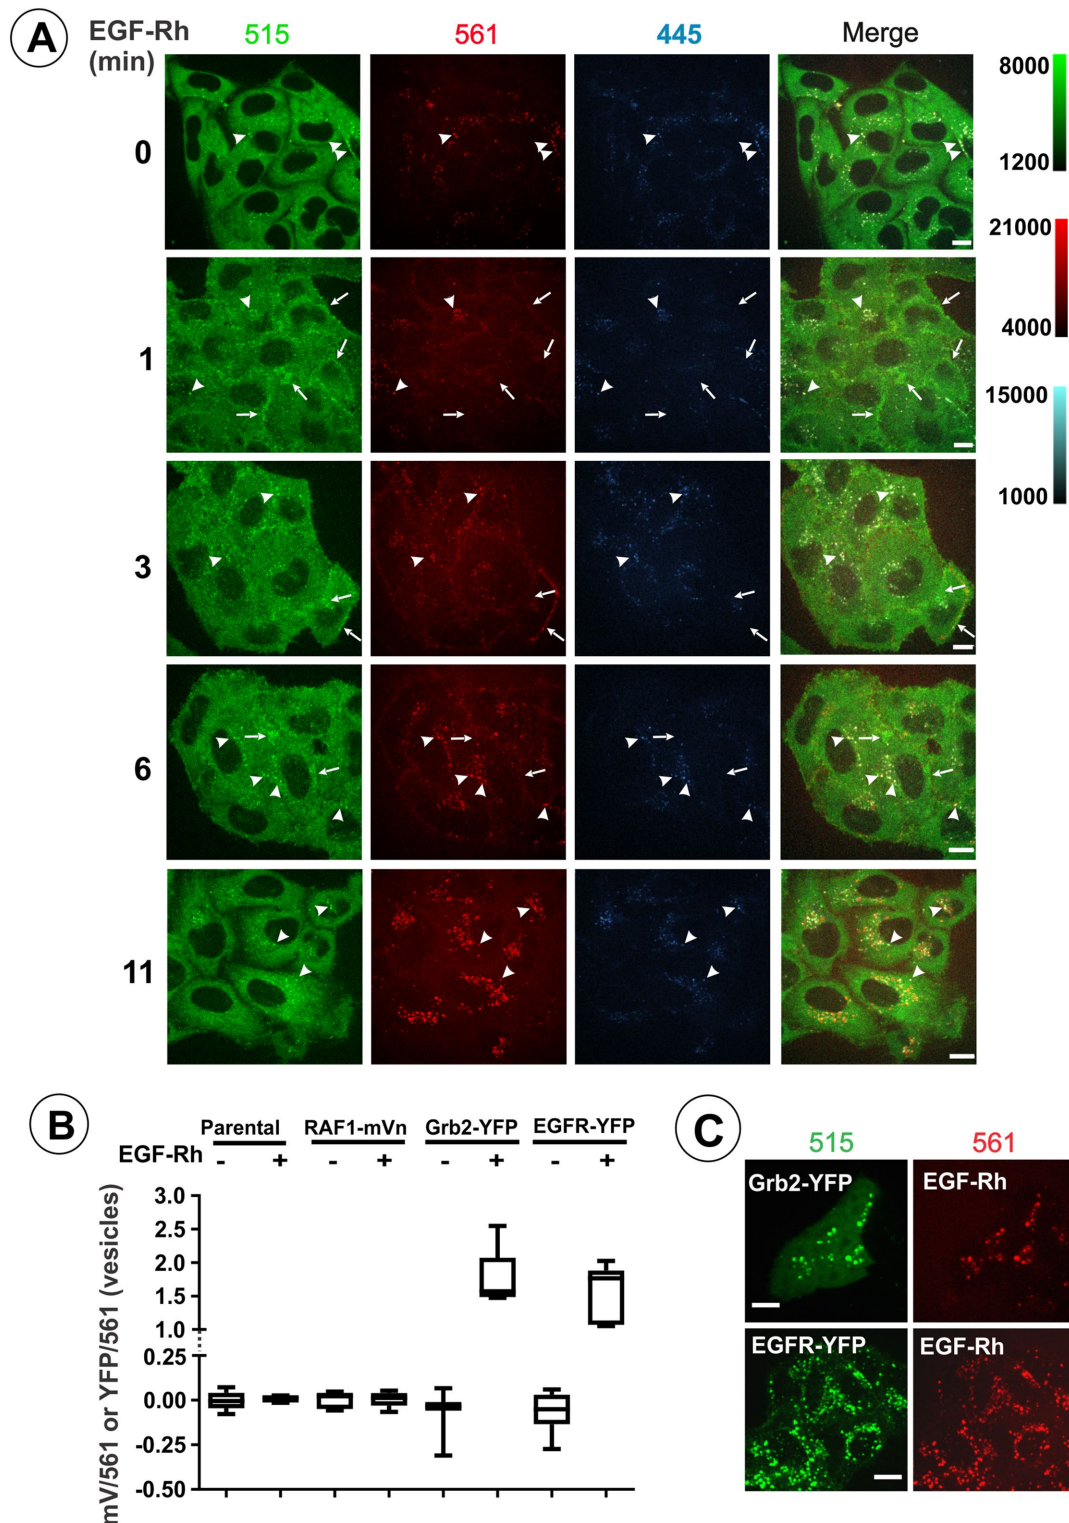 A
EGF-Rh
(min)
515
561
445
Merge
8000
1200
21000
4000
15000
1000
0
1
3
6
11
B
Parental
RAF1-mVn
Grb2-YFP
EGFR-YFP
EGF-Rh
- + - + - + - +
mV/561 or YFP/561 (vesicles)
3.0
2.5
2.0
1.5
1.0
0.25
0.00
-0.25
-0.50
C
515
561
Grb2-YFP
EGF-Rh
EGFR-YFP
EGF-Rh